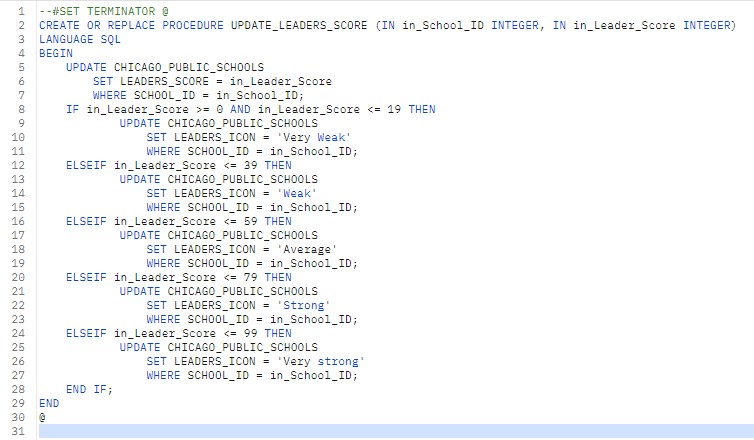 1 --#SET TERMINATOR @
2 CREATE OR REPLACE PROCEDURE UPDATE_LEADERS_SCORE (IN in_School_ID INTEGER, IN in_Leader_Score INTEGER)
3 LANGUAGE SQL
4 BEGIN
5 UPDATE CHICAGO_PUBLIC_SCHOOLS
6 SET LEADERS_SCORE = in_Leader_Score
7 WHERE SCHOOL_ID = in_School_ID;
8 IF in_Leader_Score >= 0 AND in_Leader_Score <= 19 THEN
9 UPDATE CHICAGO_PUBLIC_SCHOOLS
10 SET LEADERS_ICON = 'Very Weak'
11 WHERE SCHOOL_ID = in_School_ID;
12 ELSEIF in_Leader_Score <= 39 THEN
13 UPDATE CHICAGO_PUBLIC_SCHOOLS
14 SET LEADERS_ICON = 'Weak'
15 WHERE SCHOOL_ID = in_School_ID;
16 ELSEIF in_Leader_Score <= 59 THEN
17 UPDATE CHICAGO_PUBLIC_SCHOOLS
18 SET LEADERS_ICON = 'Average'
19 WHERE SCHOOL_ID = in_School_ID;
20 ELSEIF in_Leader_Score <= 79 THEN
21 UPDATE CHICAGO_PUBLIC_SCHOOLS
22 SET LEADERS_ICON = 'Strong'
23 WHERE SCHOOL_ID = in_School_ID;
24 ELSEIF in_Leader_Score <= 99 THEN
25 UPDATE CHICAGO_PUBLIC_SCHOOLS
26 SET LEADERS_ICON = 'Very strong'
27 WHERE SCHOOL_ID = in_School_ID;
28 END IF;
29 END
30 @
31